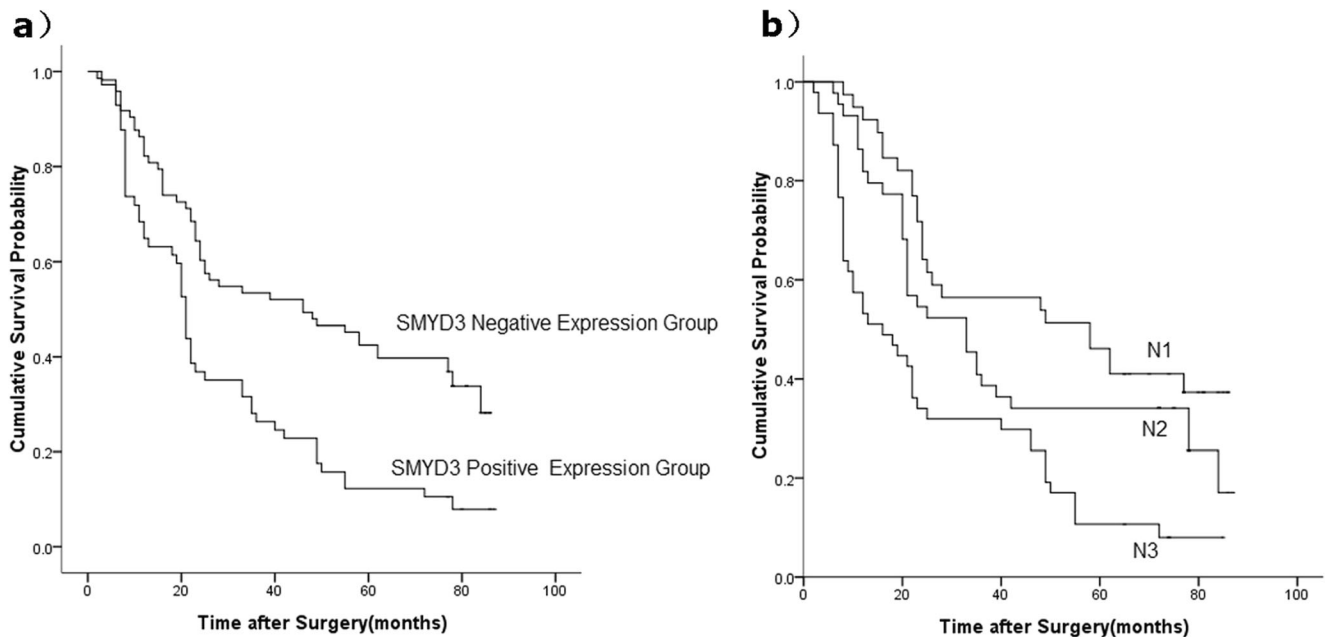 a）
Cumulative Survival Probability
1.0
0.8
0.6
0.4
0.2
0.0
SMYD3 Negative Expression Group
SMYD3 Positive  Expression Group
0 20 40 60 80 100
Time after Surgery(months)
b）
Cumulative Survival Probability
1.0
0.8
0.6
0.4
0.2
0.0
N1
N2
N3
0 20 40 60 80 100
Time after Surgery(months)